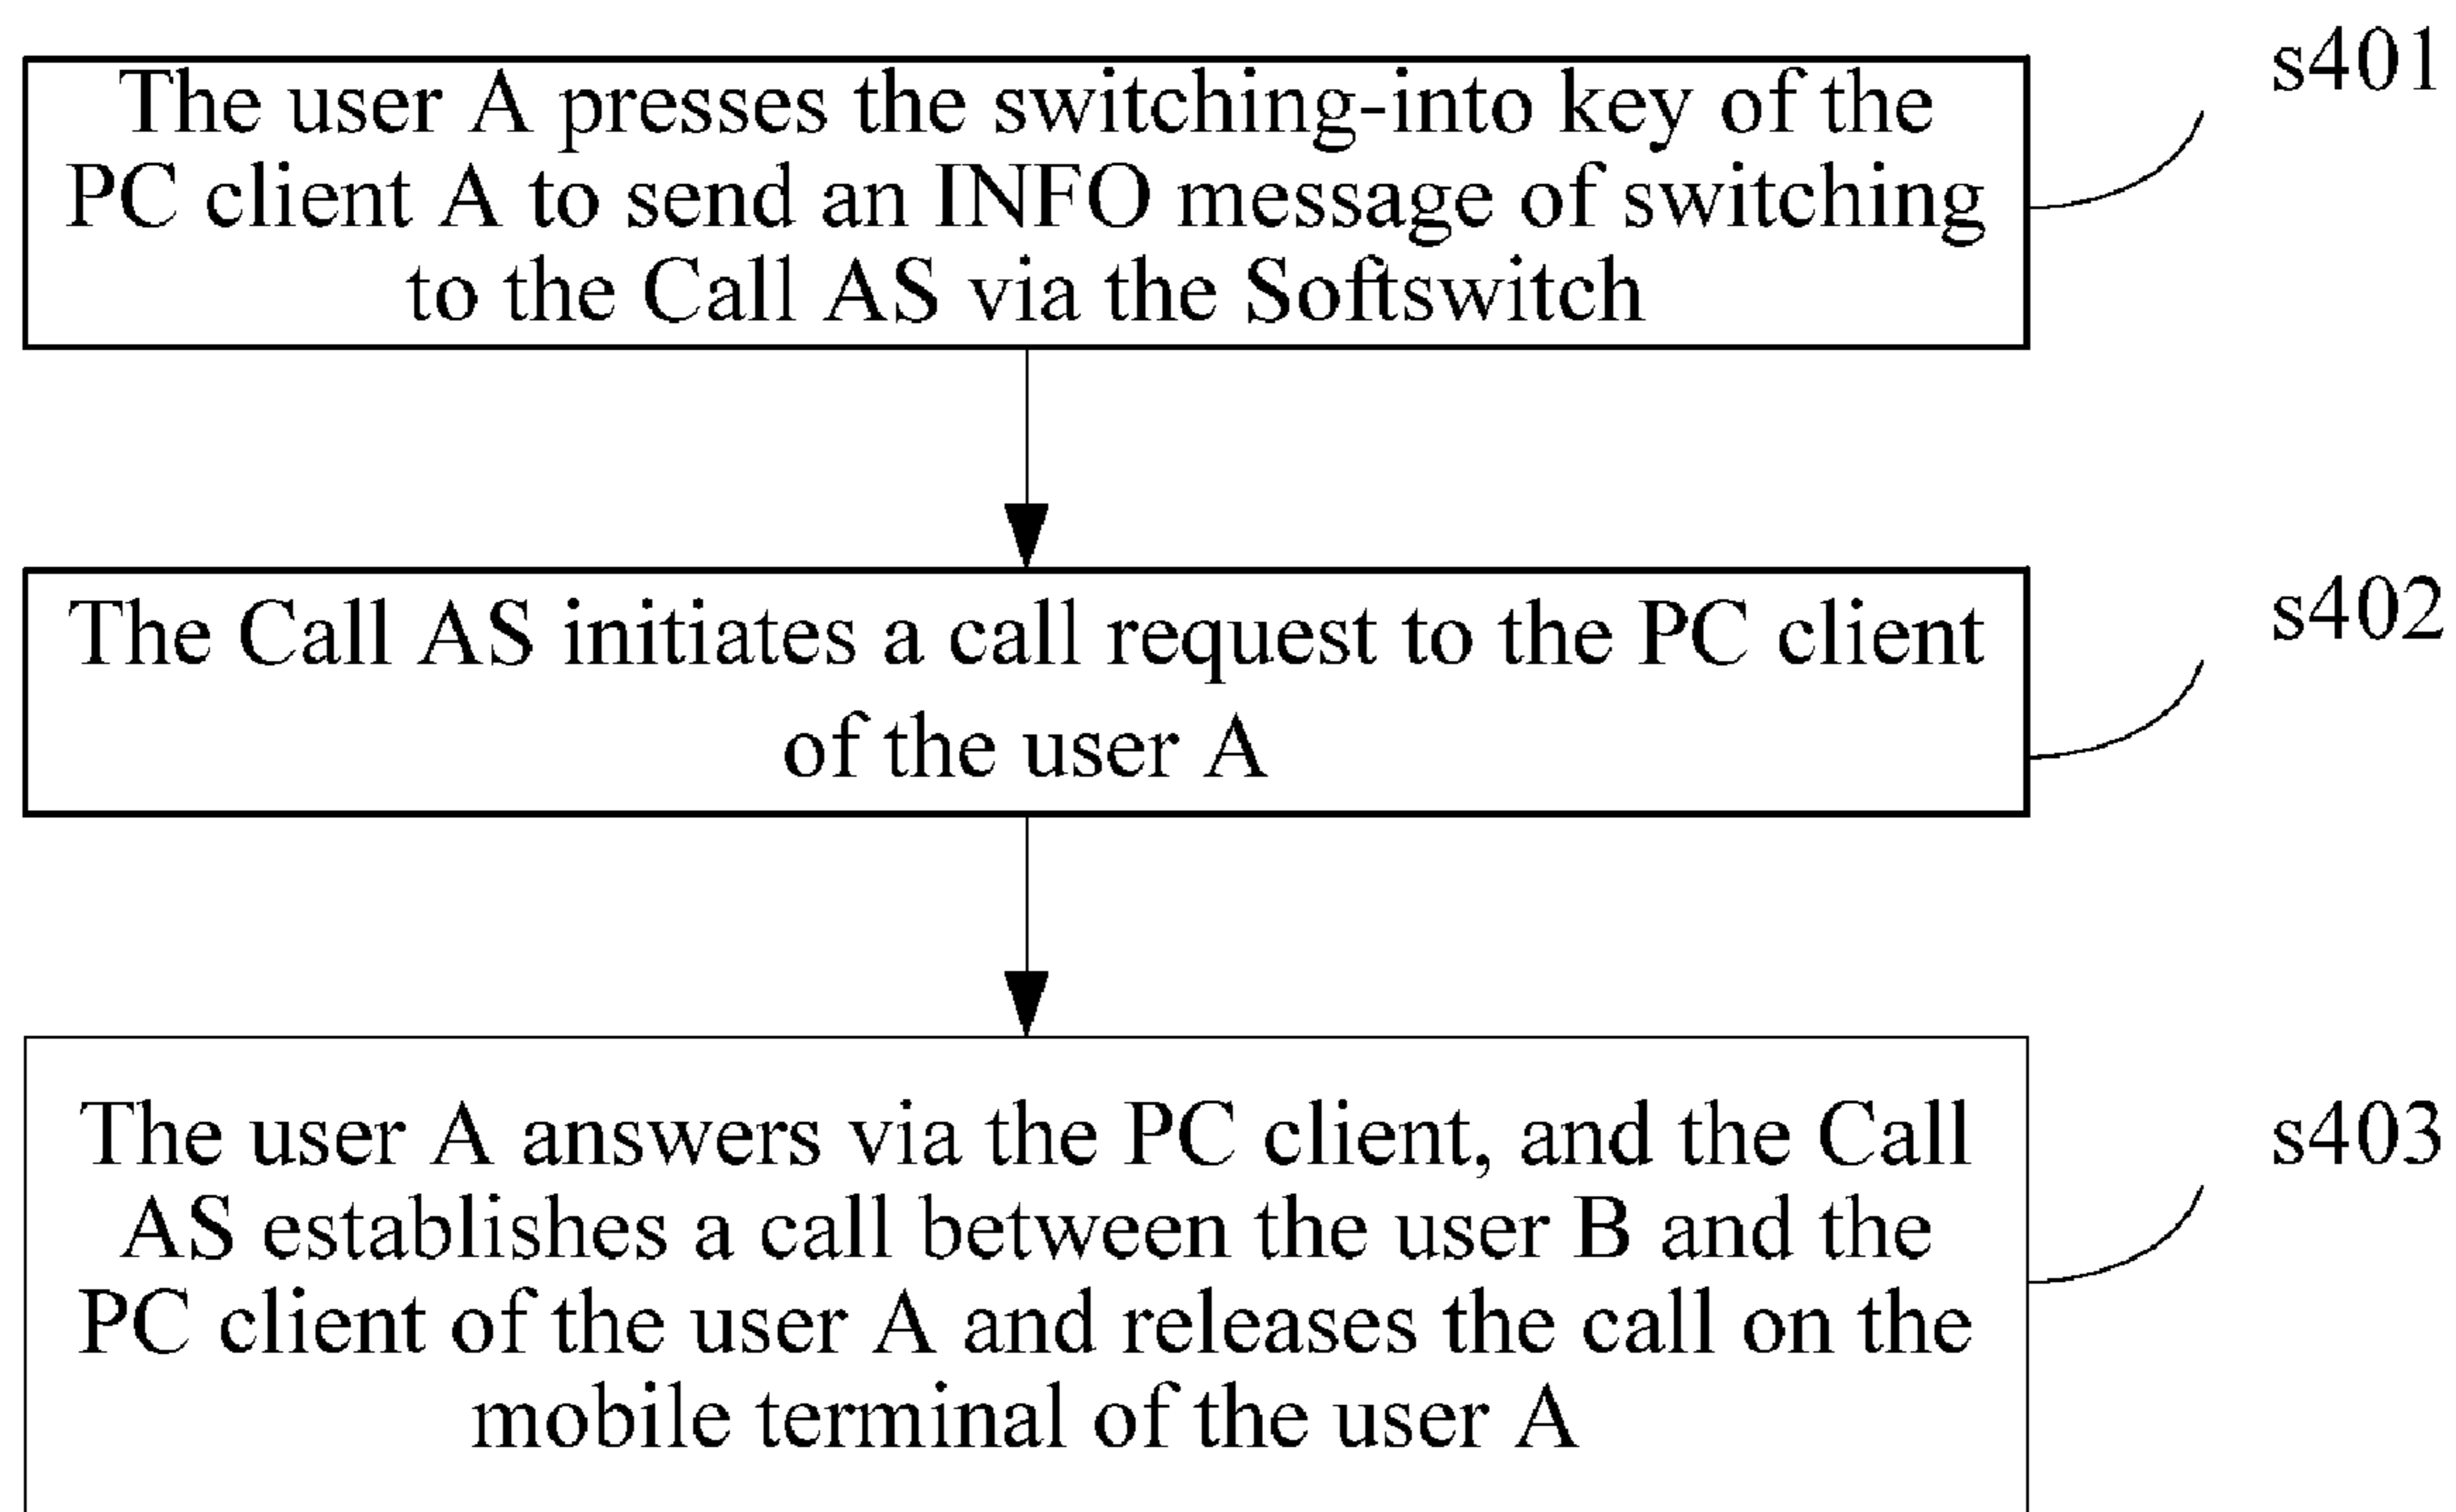 The user A presses the switching-into key of the
PC client A to send an INFO message of switching
to the Call AS via the Softswitch
s401
The Call AS initiates a call request to the PC client
of the user A
s402
The user A answers via the PC client, and the Call
AS establishes a call between the user B and the
PC client of the user A and releases the call on the
mobile terminal of the user A
s403